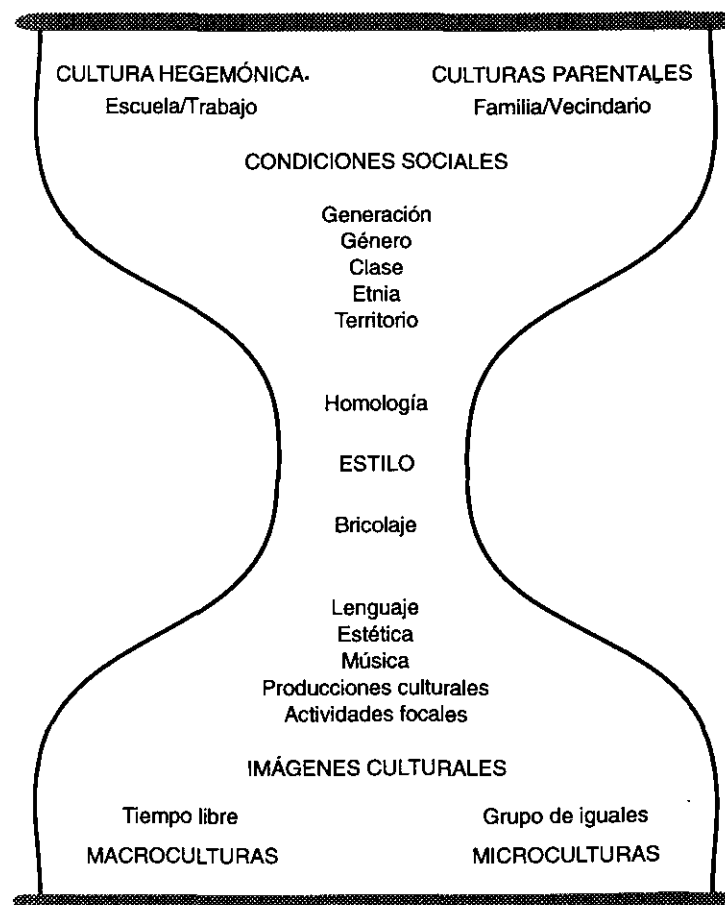 CULTURA HEGEMÓNICA. CULTURAS PARENTALES
Escuela/Trabajo Familia/Vecindario
CONDICIONES SOCIALES
Generación
Género
Clase
Etnia
Territorio
Homología
ESTILO
Bricolaje
Lenguaje
Estética
Música
Producciones culturales
Actividades focales
IMÁGENES CULTURALES
Tiempo libre Grupo de iguales
MACROCULTURAS MICROCULTURAS